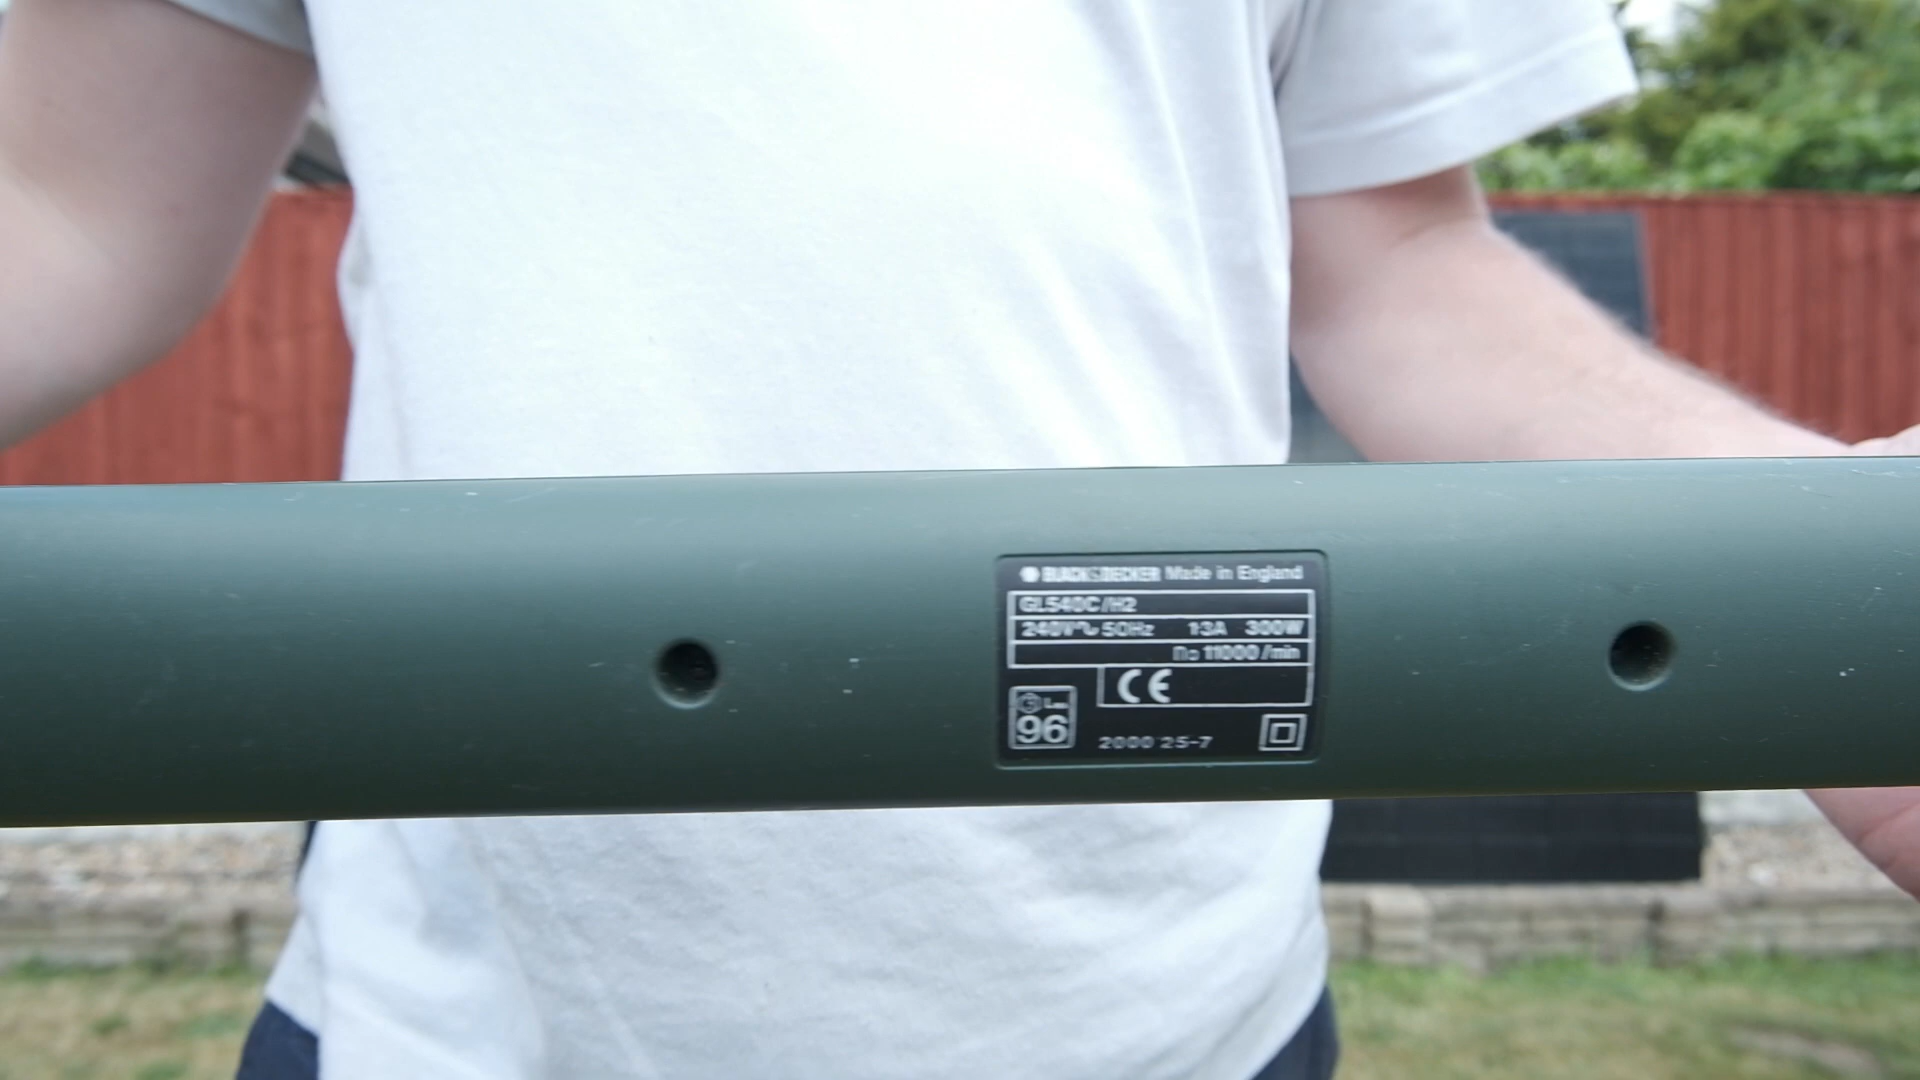 BLACK&DECKER Made in England
GL540C/H2
240V~ 50Hz 1·3A 300W
no 11000/min
CE
96
2000 25-7